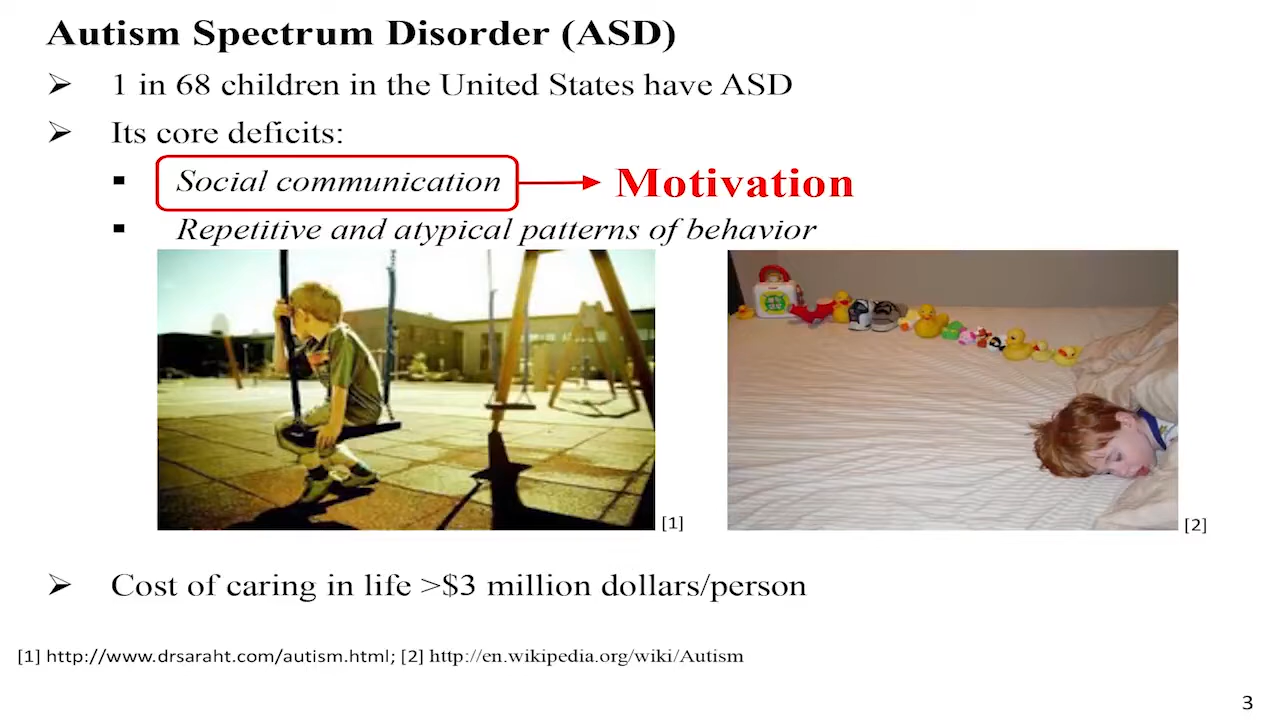 Autism Spectrum Disorder (ASD)
➢ 1 in 68 children in the United States have ASD
➢ Its core deficits:
▪ Social communication → Motivation
▪ Repetitive and atypical patterns of behavior
[1]
[2]
➢ Cost of caring in life >$3 million dollars/person
[1] http://www.drsaraht.com/autism.html; [2] http://en.wikipedia.org/wiki/Autism
3